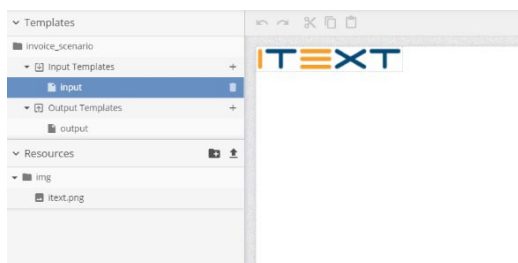 Templates
invoice_scenario
Input Templates
input
Output Templates
output
Resources
img
itext.png
ITEXT